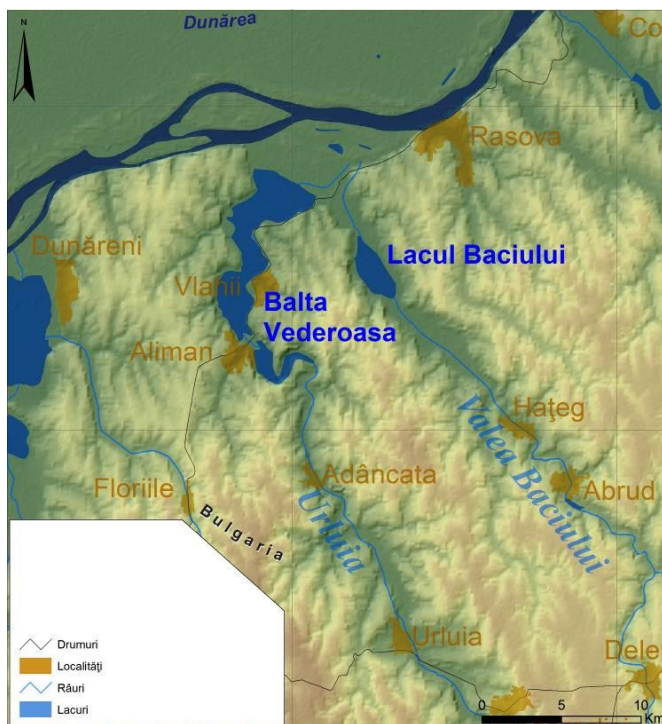 N
Dunărea
Co
Rasova
Dunăreni
Lacul Baciului
Vlahii
Balta
Vederoasa
Aliman
Hațeg
Valea Baciului
Adâncata
Abrud
Floriile
Urluia
Bulgaria
Drumuri
Urluia
Localităţi
Dele
Râuri
Lacuri
0 5 10
Km